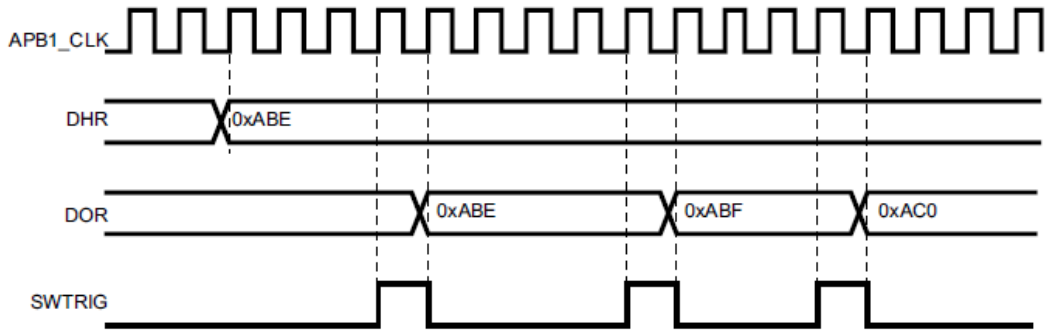 APB1_CLK
DHR
0xABE
DOR
0xABE
0xABF
0xAC0
SWTRIG